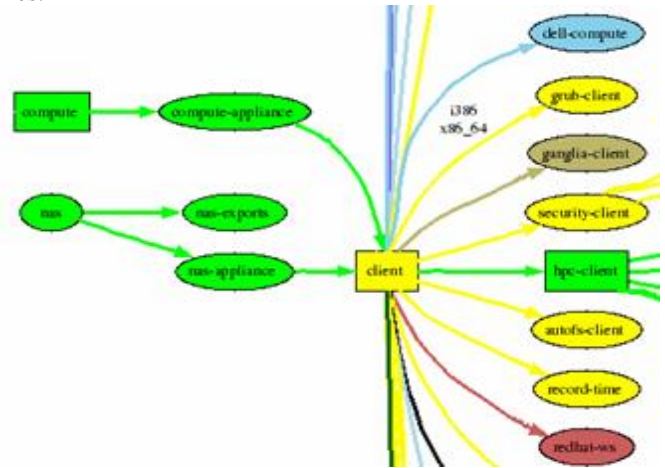 dell-compute
compute
compute-appliance
grub-client
i386
x86_64
ganglia-client
nas
nas-exports
security-client
nas-appliance
client
hpc-client
autofs-client
record-time
redhat-ws